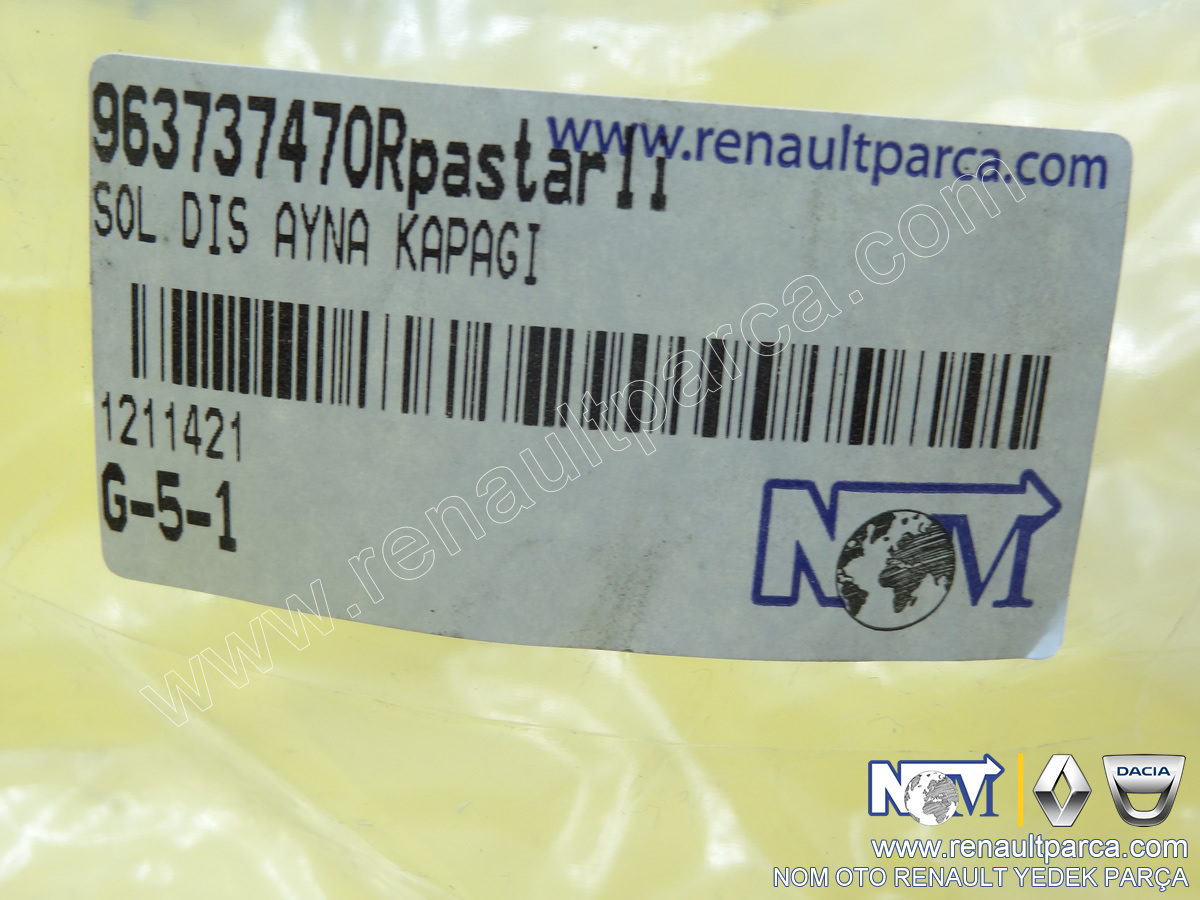 963737470Rpastarli
www.renaultparca.com
SOL DIS AYNA KAPAGI
1211421
G-5-1
NOM
www.renaultparca.com
NOM
DACIA
www.renaultparca.com
NOM OTO RENAULT YEDEK PARÇA